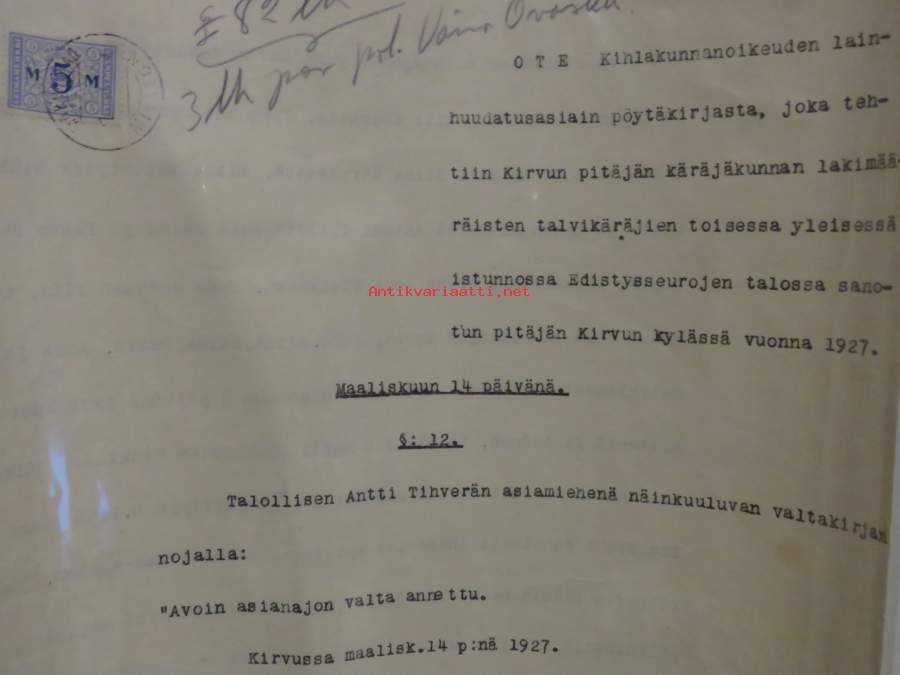 £ 82
M 5 M
O T E Kihlakunnanoikeuden lain-
huudatusasiain pöytäkirjasta, joka teh-
tiin Kirvun pitäjän käräjäkunnan lakimää-
räisten talvikäräjien toisessa yleisessä
istunnossa Edistysseurojen talossa sano-
Antikvariaatti.net
tun pitäjän Kirvun kylässä vuonna 1927.
Maaliskuun 14 päivänä.
§: 12.
Talollisen Antti Tihverän asiamiehenä näinkuuluvan valtakirjan
nojalla:
"Avoin asianajon valta annettu.
Kirvussa maalisk.14 p:nä 1927.